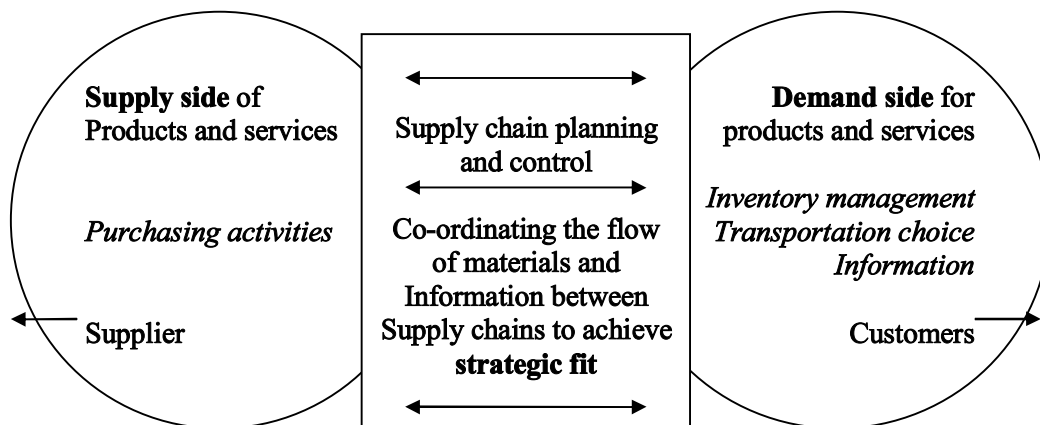 Supply side of
Products and services
Purchasing activities
Supplier
Supply chain planning
and control
Co-ordinating the flow
of materials and
Information between
Supply chains to achieve
strategic fit
Demand side for
products and services
Inventory management
Transportation choice
Information
Customers